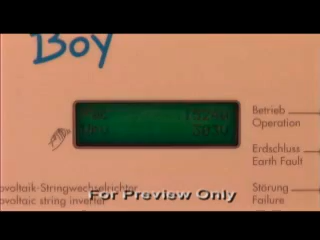 Boy
Betrieb
Operation
Erdschluss
Earth Fault
ovoltaik-Stringwechselrichter
Störung
ovoltaic string inverter
Failure
For Preview Only